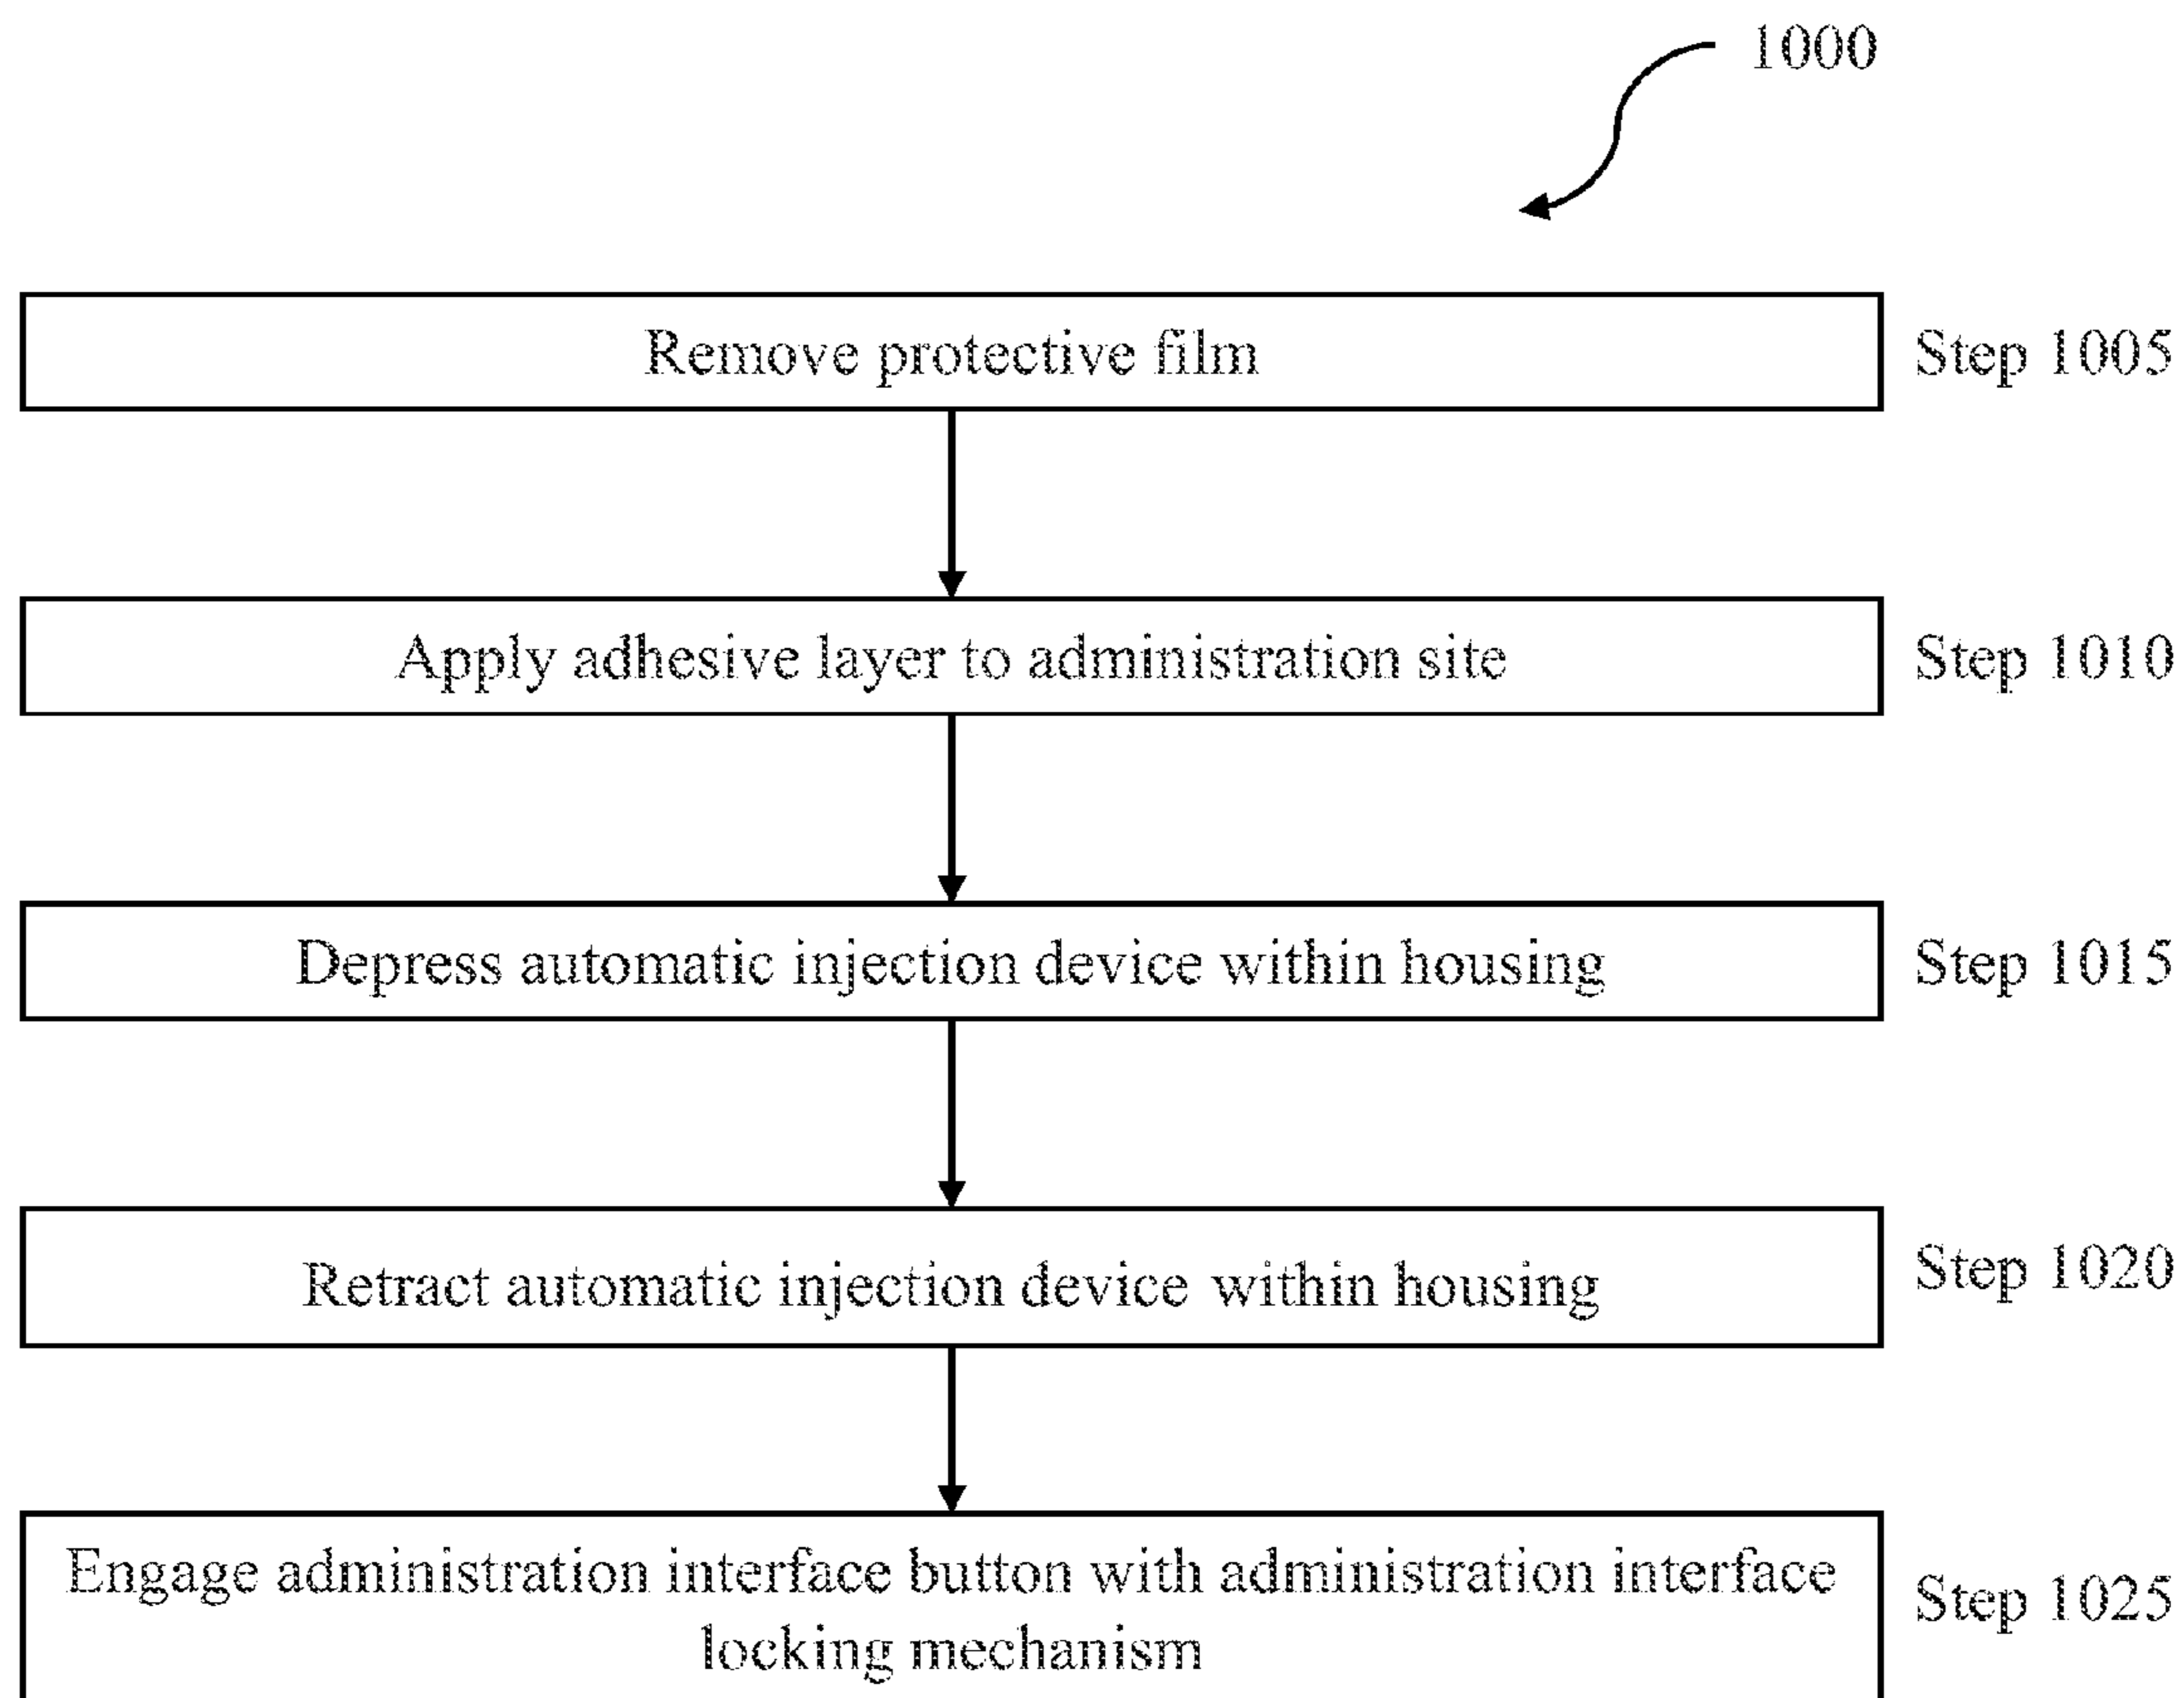 1000
Remove protective film
Step 1005
Apply adhesive layer to administration site
Step 1010
Depress automatic injection device within housing
Step 1015
Retract automatic injection device within housing
Step 1020
Engage administration interface button with administration interface
locking mechanism
Step 1025